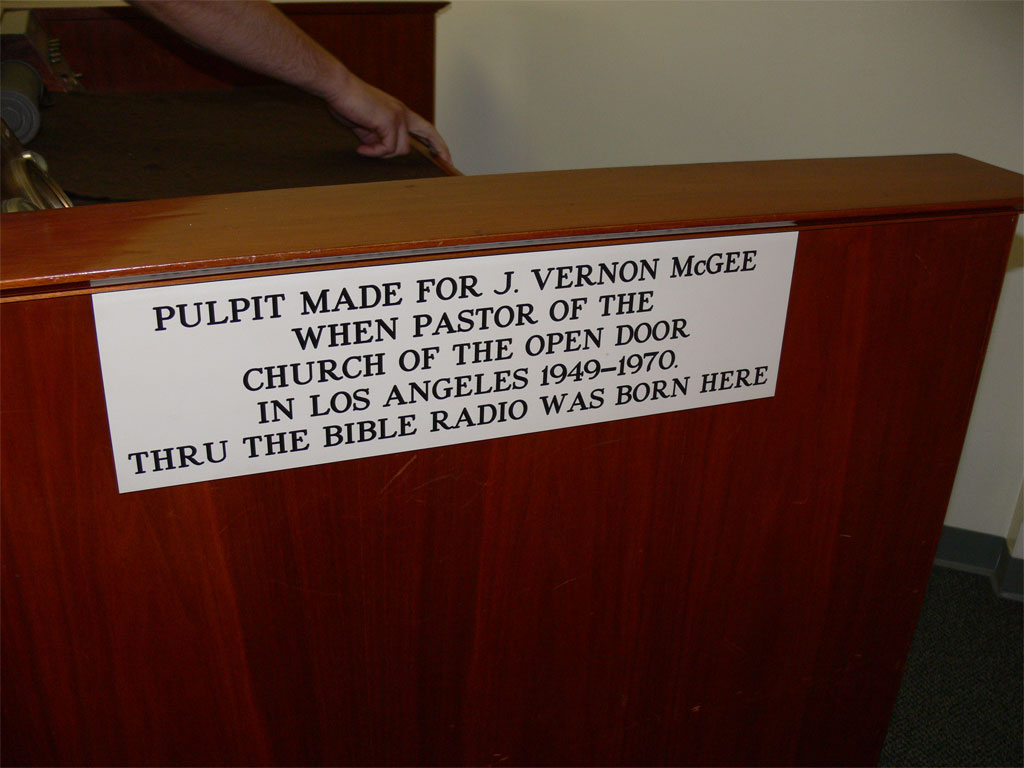 PULPIT MADE FOR J. VERNON McGEE
WHEN PASTOR OF THE
CHURCH OF THE OPEN DOOR
IN LOS ANGELES 1949–1970.
THRU THE BIBLE RADIO WAS BORN HERE